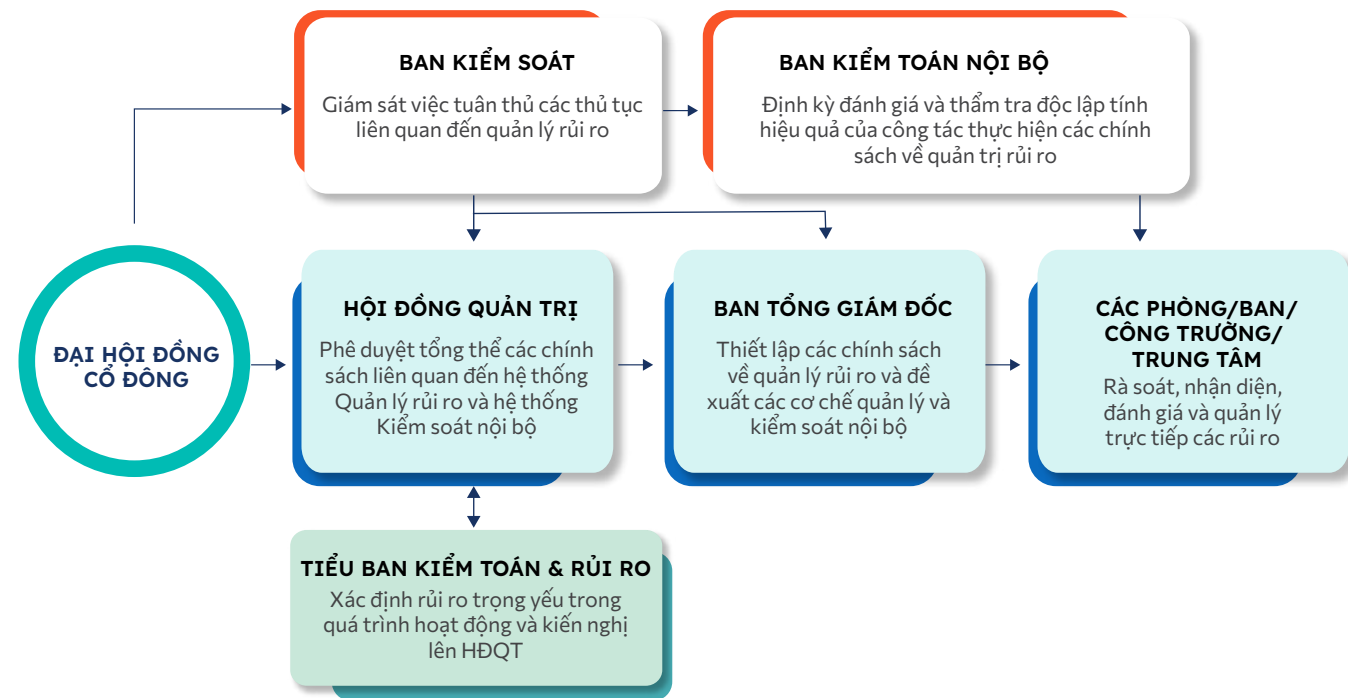 BAN KIỂM SOÁT
Giám sát việc tuân thủ các thủ tục
liên quan đến quản lý rủi ro
BAN KIỂM TOÁN NỘI BỘ
Định kỳ đánh giá và thẩm tra độc lập tính
hiệu quả của công tác thực hiện các chính
sách về quản trị rủi ro
ĐẠI HỘI ĐỒNG
CỔ ĐÔNG
HỘI ĐỒNG QUẢN TRỊ
Phê duyệt tổng thể các chính
sách liên quan đến hệ thống
Quản lý rủi ro và hệ thống
Kiểm soát nội bộ
BAN TỔNG GIÁM ĐỐC
Thiết lập các chính sách
về quản lý rủi ro và đề
xuất các cơ chế quản lý và
kiểm soát nội bộ
CÁC PHÒNG/BAN/
CÔNG TRƯỜNG/
TRUNG TÂM
Rà soát, nhận diện,
đánh giá và quản lý
trực tiếp các rủi ro
TIỂU BAN KIỂM TOÁN & RỦI RO
Xác định rủi ro trọng yếu trong
quá trình hoạt động và kiến nghị
lên HĐQT